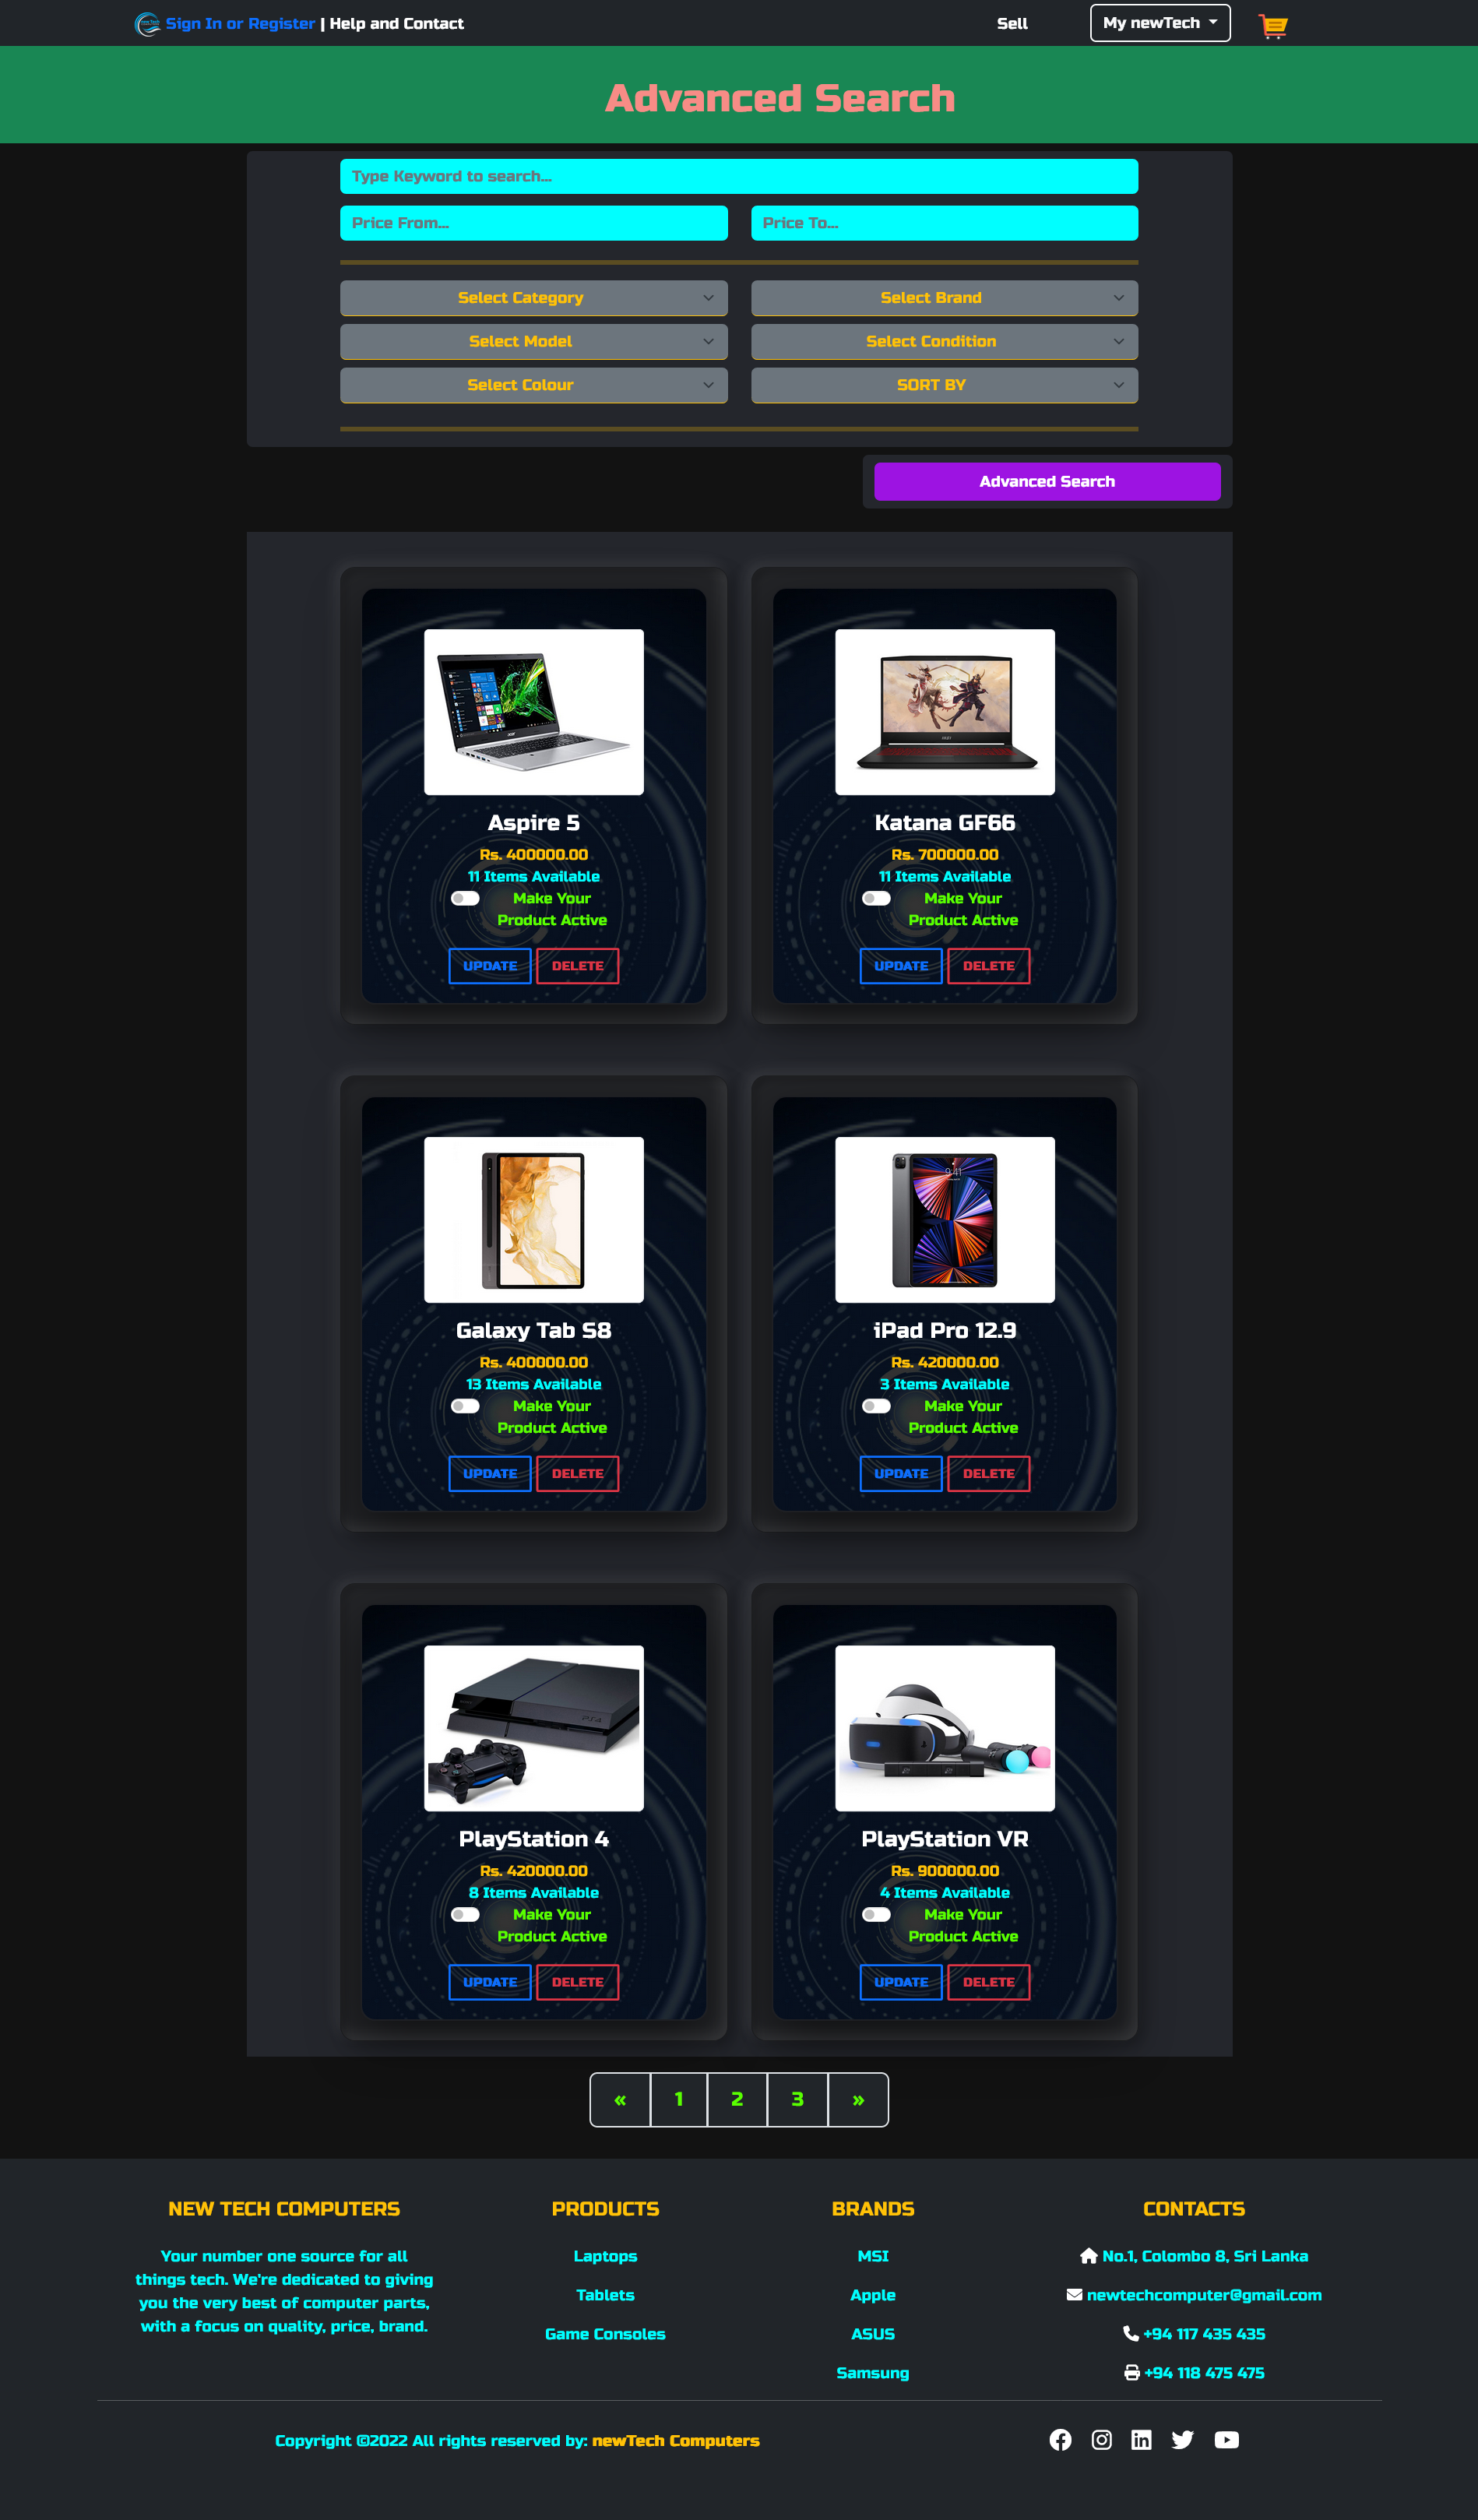 Sign In or Register | Help and Contact
Sell
My newTech
Advanced Search
Type Keyword to search...
Price From...
Price To...
Select Category
Select Brand
Select Model
Select Condition
Select Colour
SORT BY
Advanced Search
Aspire 5
Rs. 400000.00
11 Items Available
Make Your
Product Active
UPDATE
DELETE
Katana GF66
Rs. 700000.00
11 Items Available
Make Your
Product Active
UPDATE
DELETE
Galaxy Tab S8
Rs. 400000.00
13 Items Available
Make Your
Product Active
UPDATE
DELETE
9:41
iPad Pro 12.9
Rs. 420000.00
3 Items Available
Make Your
Product Active
UPDATE
DELETE
PlayStation 4
Rs. 420000.00
8 Items Available
Make Your
Product Active
UPDATE
DELETE
PlayStation VR
Rs. 900000.00
4 Items Available
Make Your
Product Active
UPDATE
DELETE
« 1 2 3 »
NEW TECH COMPUTERS
Your number one source for all
things tech. We're dedicated to giving
you the very best of computer parts,
with a focus on quality, price, brand.
PRODUCTS
Laptops
Tablets
Game Consoles
BRANDS
MSI
Apple
ASUS
Samsung
CONTACTS
No.1, Colombo 8, Sri Lanka
newtechcomputer@gmail.com
+94 117 435 435
+94 118 475 475
Copyright ©2022 All rights reserved by: newTech Computers